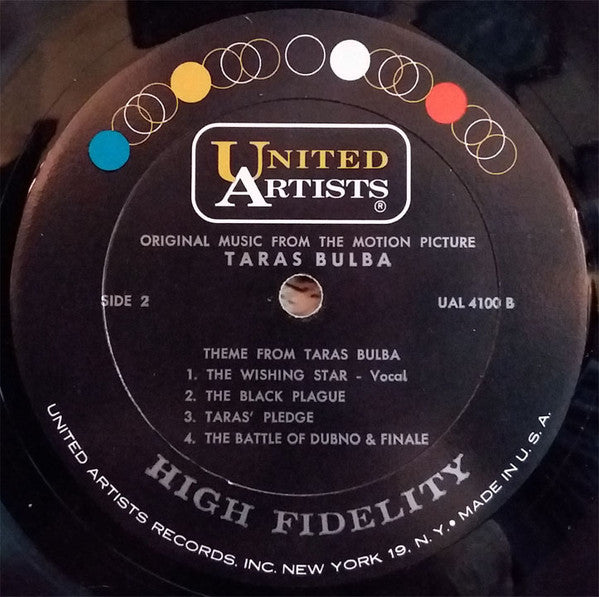 UNITED
ARTISTS
®
ORIGINAL MUSIC FROM THE MOTION PICTURE
TARAS BULBA
SIDE 2
UAL 4100 B
THEME FROM TARAS BULBA
1. THE WISHING STAR - Vocal
2. THE BLACK PLAGUE
3. TARAS' PLEDGE
4. THE BATTLE OF DUBNO & FINALE
HIGH FIDELITY
UNITED ARTISTS RECORDS, INC. NEW YORK 19, N. Y. • MADE IN U. S. A.